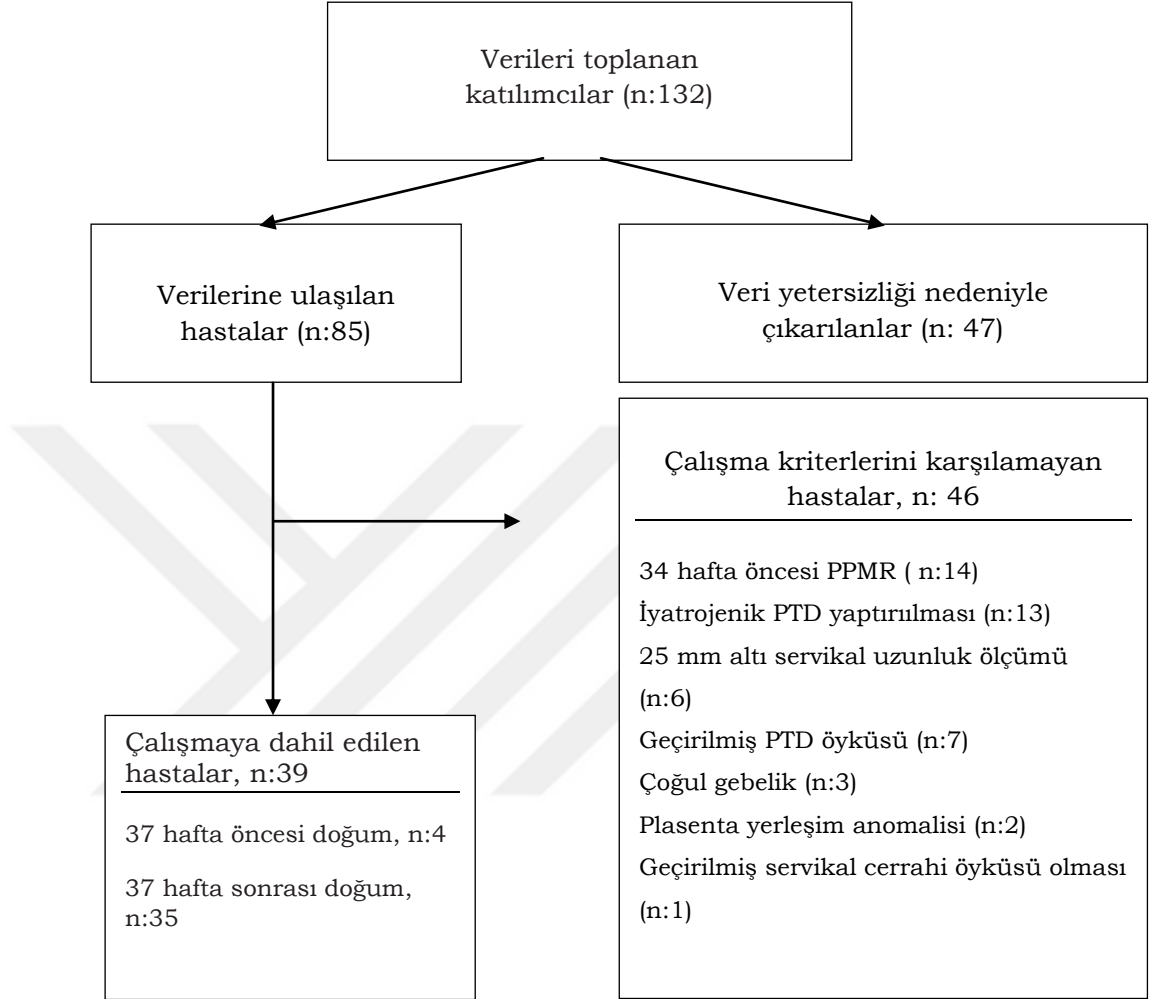 Verileri toplanan
katılımcılar (n:132)
Verilerine ulaşılan
hastalar (n:85)
Veri yetersizliği nedeniyle
çıkarılanlar (n: 47)
Çalışma kriterlerini karşılamayan
hastalar, n: 46
34 hafta öncesi PPMR ( n:14)
İyatrojenik PTD yaptırıılması (n:13)
25 mm altı servikal uzunluk ölçümü
(n:6)
Geçirilmiş PTD öyküsü (n:7)
Çoğul gebelik (n:3)
Plasenta yerleşim anomalisi (n:2)
Geçirilmiş servikal cerrahi öyküsü olması
(n:1)
Çalışmaya dahil edilen
hastalar, n:39
37 hafta öncesi doğum, n:4
37 hafta sonrası doğum,
n:35